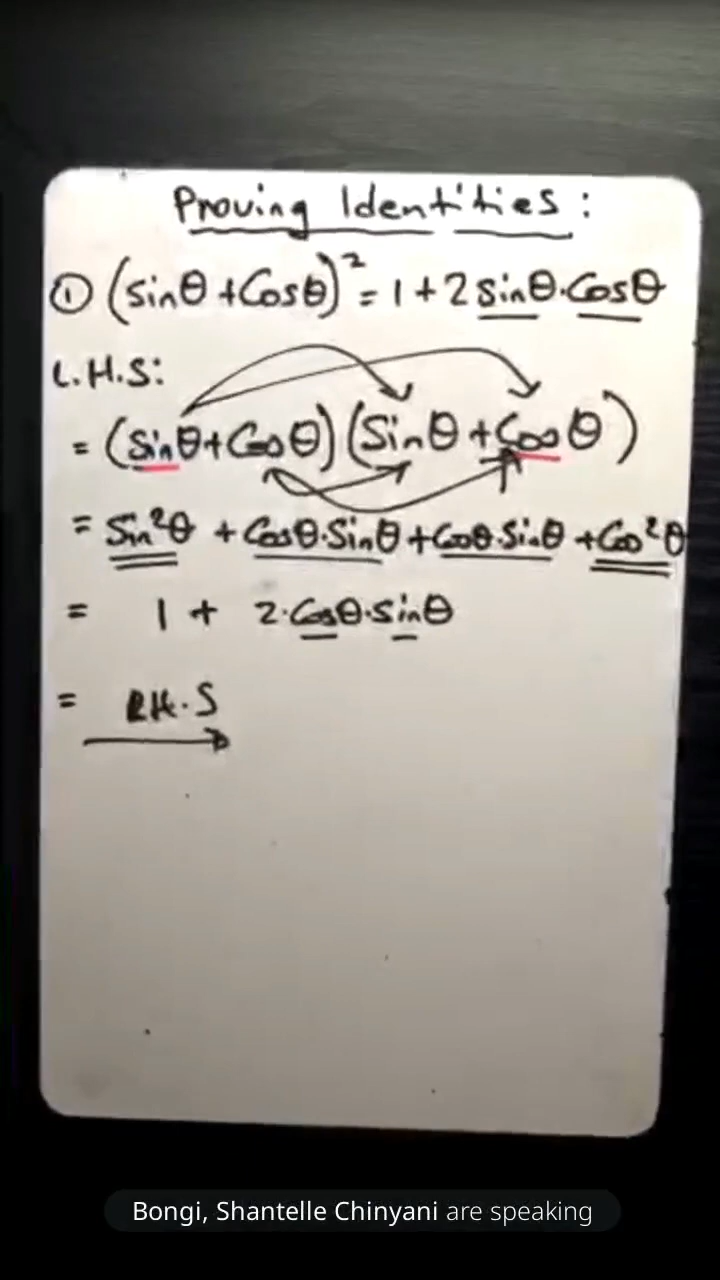 Proving Identities:
① (sinθ + Cosθ)² = 1 + 2 sinθ·Cosθ
L.H.S:
= (Sinθ + Cosθ)(Sinθ + Cosθ)
= Sin²θ + Cosθ·Sinθ + Cosθ·Sinθ + Cos²θ
= 1 + 2·Cosθ·sinθ
= R.H.S
Bongi, Shantelle Chinyani are speaking